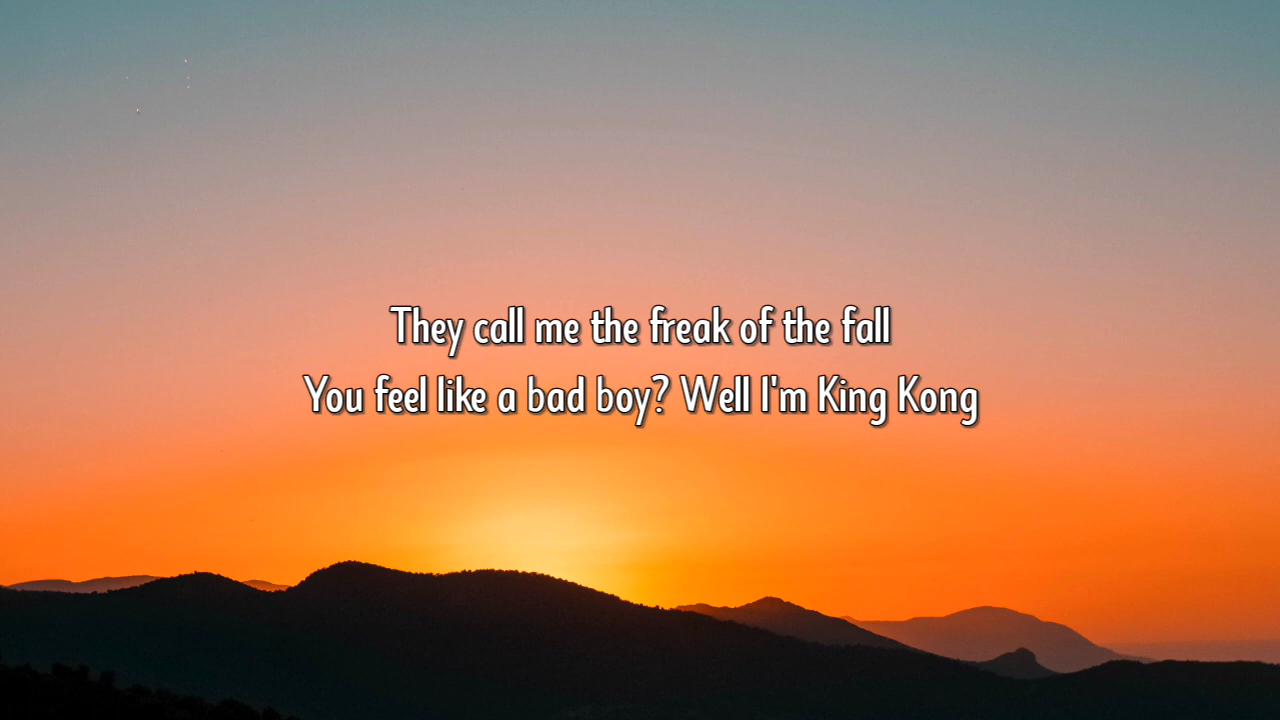 They call me the freak of the fall
You feel like a bad boy? Well I'm King Kong